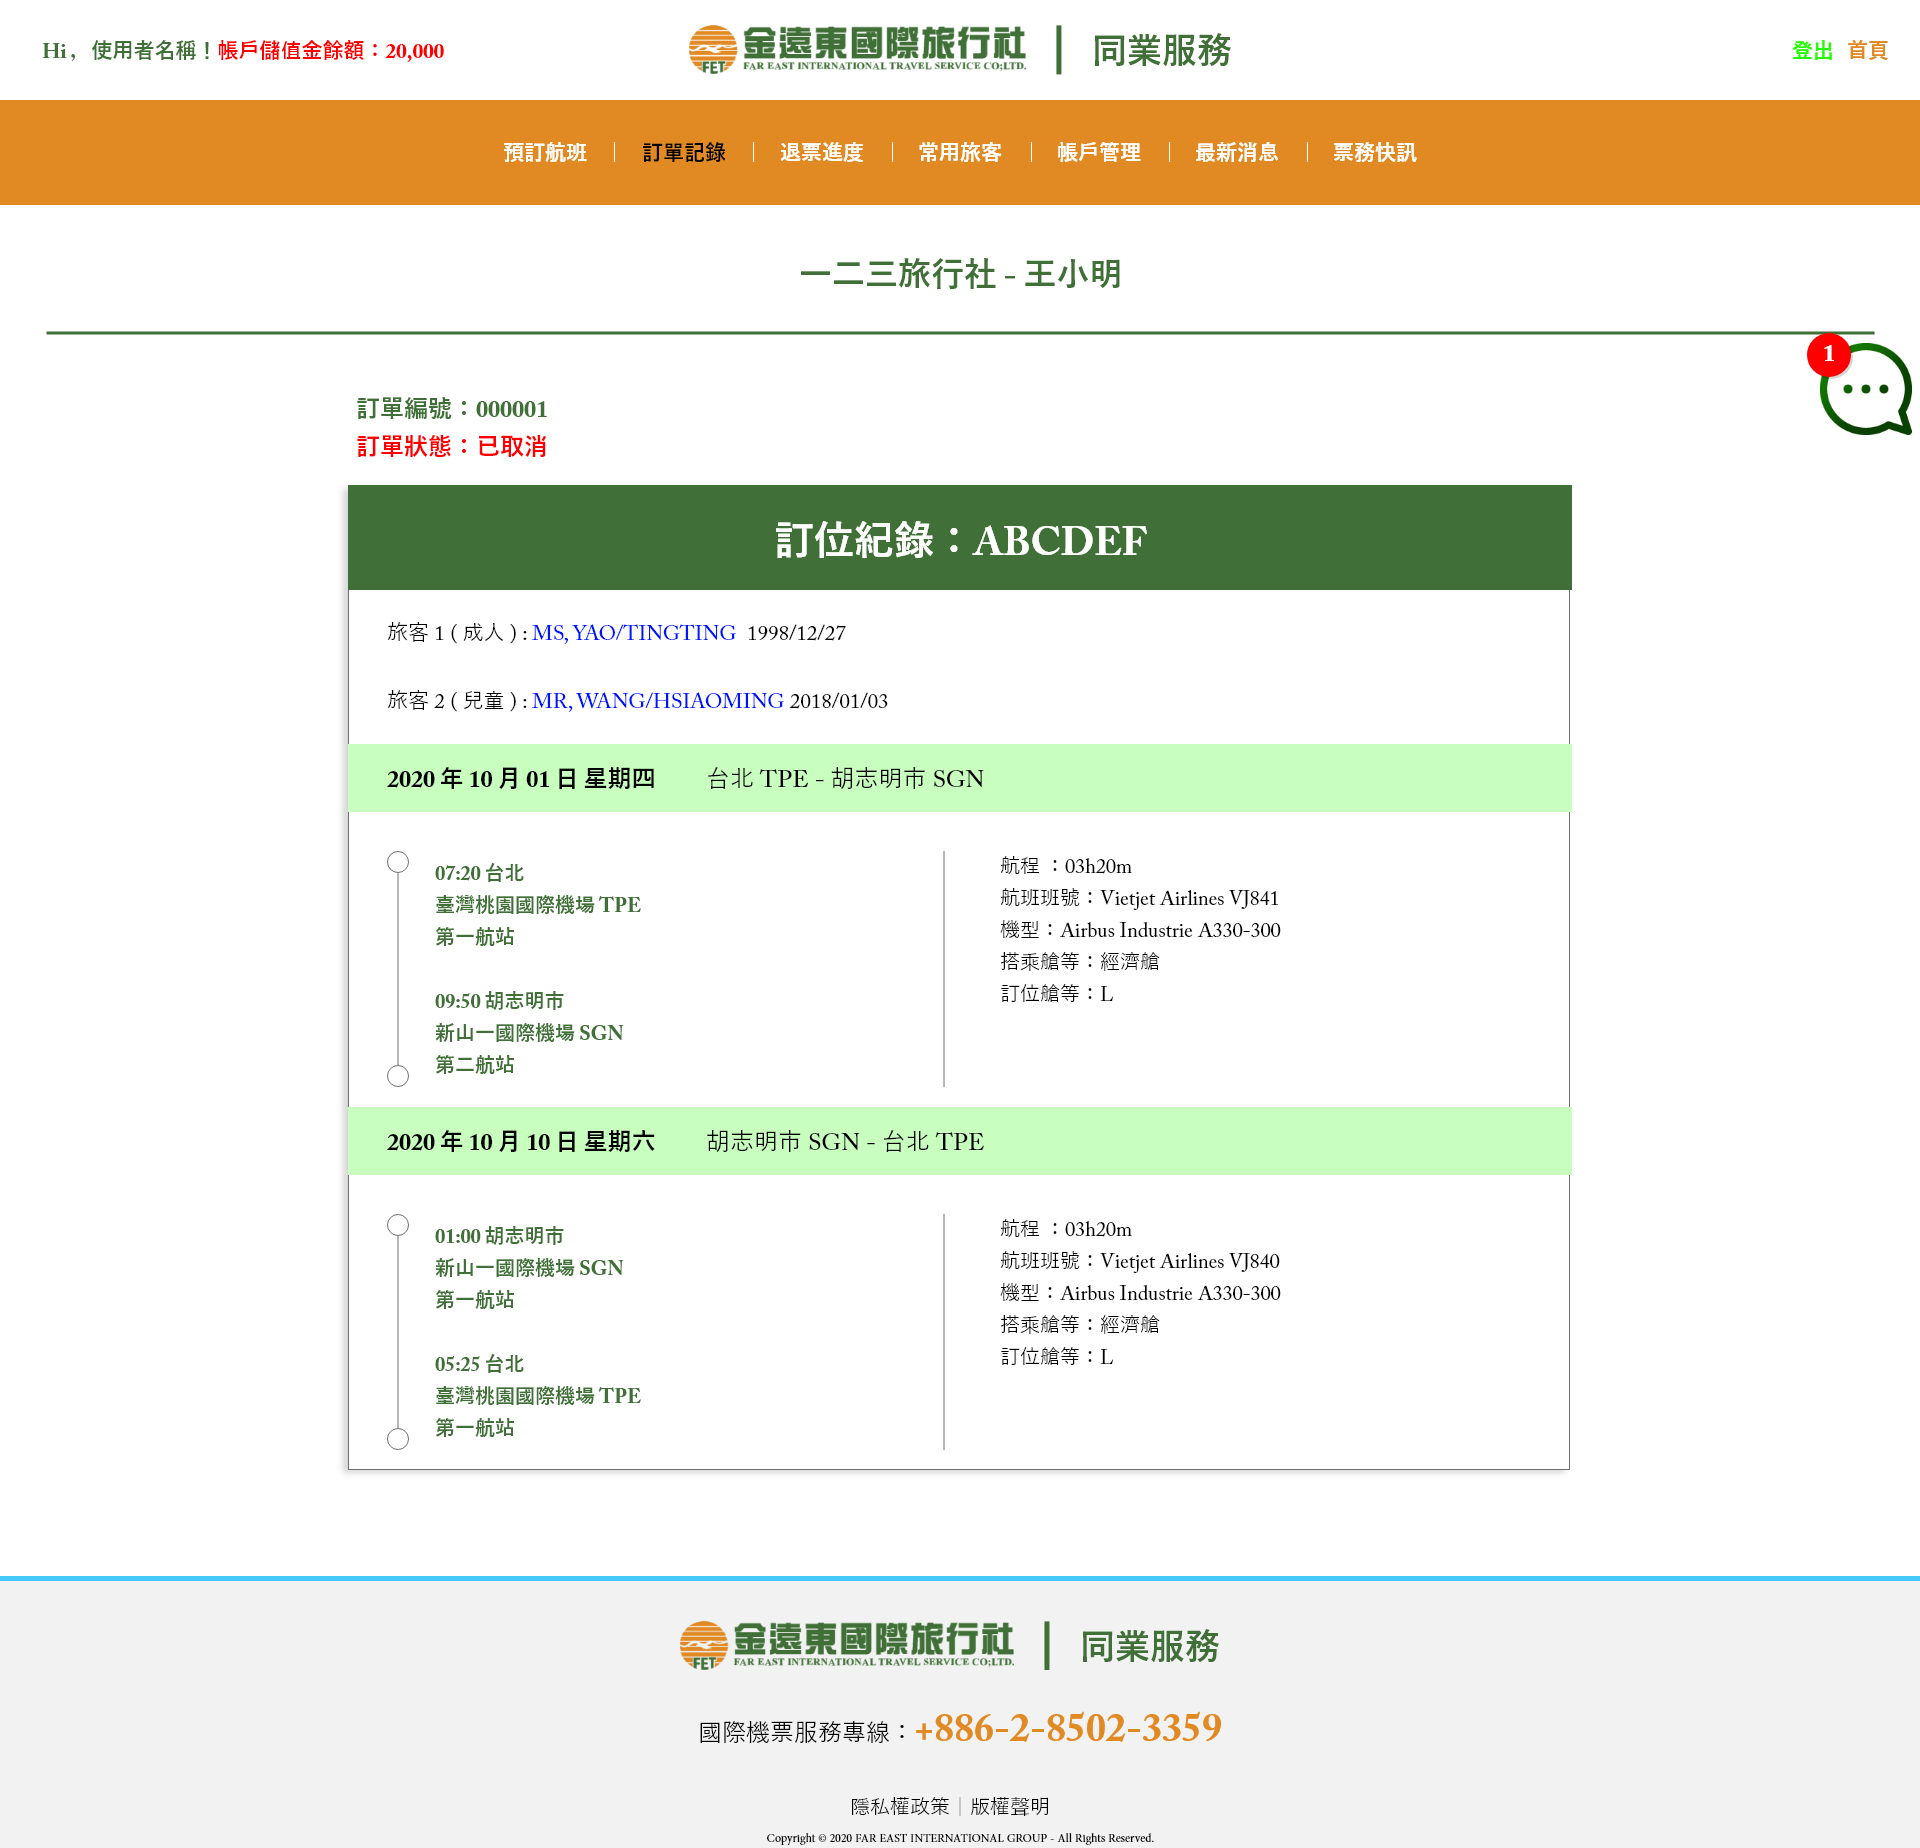 Hi， 使用者名稱！帳戶儲值金餘額：20,000
金遠東國際旅行社
FET FAR EAST INTERNATIONAL TRAVEL SERVICE CO;LTD.
同業服務
登出 首頁
預訂航班 訂單記錄 退票進度 常用旅客 帳戶管理 最新消息 票務快訊
一二三旅行社 - 王小明
1
訂單編號：000001
訂單狀態：已取消
訂位紀錄：ABCDEF
旅客 1 ( 成人 ) : MS, YAO/TINGTING 1998/12/27
旅客 2 ( 兒童 ) : MR, WANG/HSIAOMING 2018/01/03
2020 年 10 月 01 日 星期四 台北 TPE - 胡志明市 SGN
07:20 台北
臺灣桃園國際機場 TPE
第一航站
09:50 胡志明市
新山一國際機場 SGN
第二航站
航程 ：03h20m
航班班號：Vietjet Airlines VJ841
機型：Airbus Industrie A330-300
搭乘艙等：經濟艙
訂位艙等：L
2020 年 10 月 10 日 星期六 胡志明市 SGN - 台北 TPE
01:00 胡志明市
新山一國際機場 SGN
第一航站
05:25 台北
臺灣桃園國際機場 TPE
第一航站
航程 ：03h20m
航班班號：Vietjet Airlines VJ840
機型：Airbus Industrie A330-300
搭乘艙等：經濟艙
訂位艙等：L
金遠東國際旅行社
FET FAR EAST INTERNATIONAL TRAVEL SERVICE CO;LTD.
同業服務
國際機票服務專線：+886-2-8502-3359
隱私權政策｜版權聲明
Copyright © 2020 FAR EAST INTERNATIONAL GROUP - All Rights Reserved.